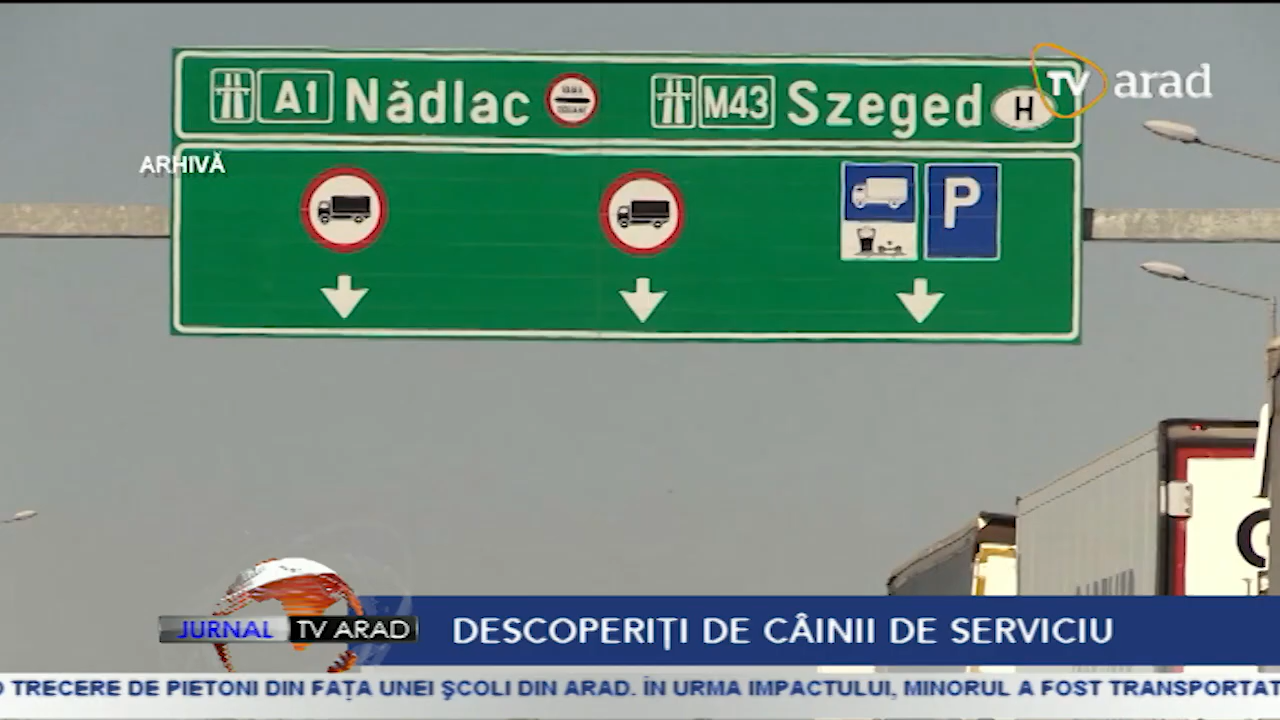 TV arad
A1 Nădlac M43 Szeged H
ARHIVĂ
P
JURNAL TV ARAD
DESCOPERIȚI DE CÂINII DE SERVICIU
TRECERE DE PIETONI DIN FAȚA UNEI ȘCOLI DIN ARAD. ÎN URMA IMPACTULUI, MINORUL A FOST TRANSPORTAT